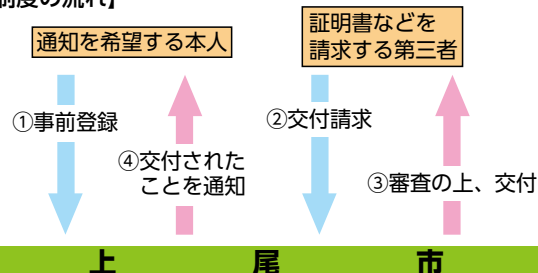 制度の流れ】
通知を希望する本人
証明書などを
請求する第三者
①事前登録
②交付請求
④交付された
ことを通知
③審査の上、交付
上尾市